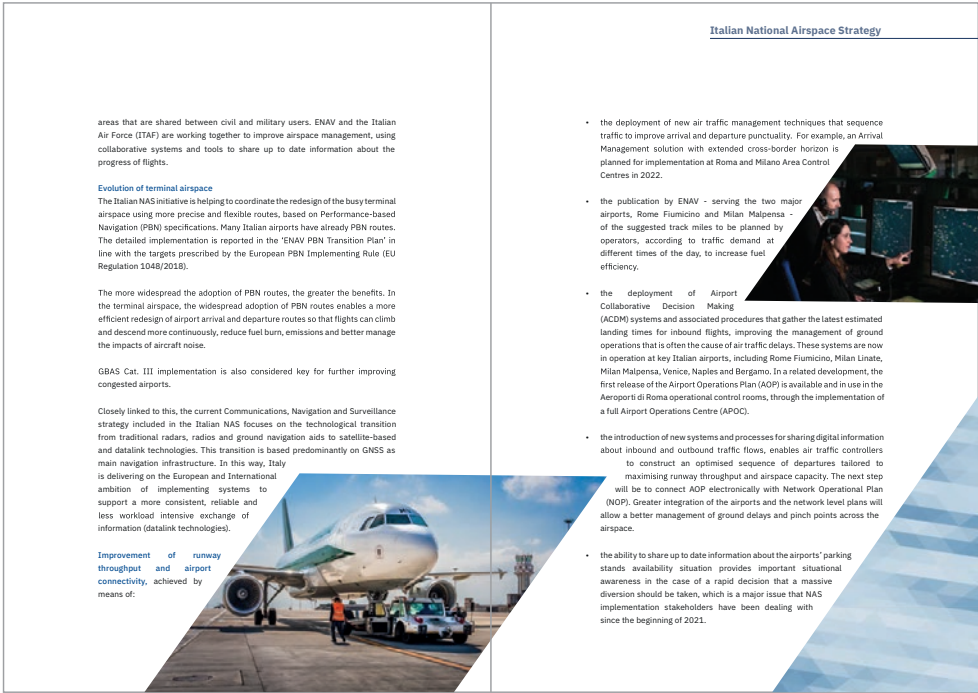 Italian National Airspace Strategy
areas that are shared between civil and military users. ENAV and the Italian
Air Force (ITAF) are working together to improve airspace management, using
collaborative systems and tools to share up to date information about the
progress of flights.
Evolution of terminal airspace
The Italian NAS initiative is helping to coordinate the redesign of the busy terminal
airspace using more precise and flexible routes, based on Performance-based
Navigation (PBN) specifications. Many Italian airports have already PBN routes.
The detailed implementation is reported in the ‘ENAV PBN Transition Plan’ in
line with the targets prescribed by the European PBN Implementing Rule (EU
Regulation 1048/2018).
The more widespread the adoption of PBN routes, the greater the benefits. In
the terminal airspace, the widespread adoption of PBN routes enables a more
efficient redesign of airport arrival and departure routes so that flights can climb
and descend more continuously, reduce fuel burn, emissions and better manage
the impacts of aircraft noise.
GBAS Cat. III implementation is also considered key for further improving
congested airports.
Closely linked to this, the current Communications, Navigation and Surveillance
strategy included in the Italian NAS focuses on the technological transition
from traditional radars, radios and ground navigation aids to satellite-based
and datalink technologies. This transition is based predominantly on GNSS as
main navigation infrastructure. In this way, Italy
is delivering on the European and International
ambition of implementing systems to
support a more consistent, reliable and
less workload intensive exchange of
information (datalink technologies).
Improvement of runway
throughput and airport
connectivity, achieved by
means of:
• the deployment of new air traffic management techniques that sequence
traffic to improve arrival and departure punctuality. For example, an Arrival
Management solution with extended cross-border horizon is
planned for implementation at Roma and Milano Area Control
Centres in 2022.
• the publication by ENAV - serving the two major
airports, Rome Fiumicino and Milan Malpensa -
of the suggested track miles to be planned by
operators, according to traffic demand at
different times of the day, to increase fuel
efficiency.
• the deployment of Airport
Collaborative Decision Making
(ACDM) systems and associated procedures that gather the latest estimated
landing times for inbound flights, improving the management of ground
operations that is often the cause of air traffic delays. These systems are now
in operation at key Italian airports, including Rome Fiumicino, Milan Linate,
Milan Malpensa, Venice, Naples and Bergamo. In a related development, the
first release of the Airport Operations Plan (AOP) is available and in use in the
Aeroporti di Roma operational control rooms, through the implementation of
a full Airport Operations Centre (APOC).
• the introduction of new systems and processes for sharing digital information
about inbound and outbound traffic flows, enables air traffic controllers
to construct an optimised sequence of departures tailored to
maximising runway throughput and airspace capacity. The next step
will be to connect AOP electronically with Network Operational Plan
(NOP). Greater integration of the airports and the network level plans will
allow a better management of ground delays and pinch points across the
airspace.
• the ability to share up to date information about the airports’ parking
stands availability situation provides important situational
awareness in the case of a rapid decision that a massive
diversion should be taken, which is a major issue that NAS
implementation stakeholders have been dealing with
since the beginning of 2021.